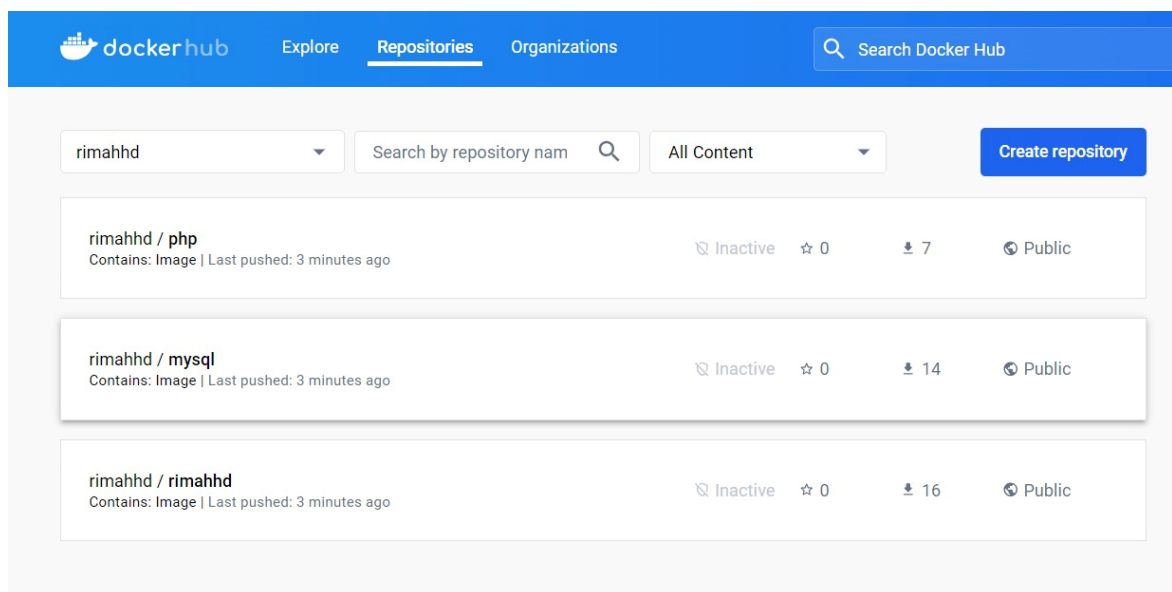 dockerhub Explore Repositories Organizations Search Docker Hub
rimahhd Search by repository nam All Content Create repository
rimahhd / php
Contains: Image | Last pushed: 3 minutes ago
Inactive 0 7 Public
rimahhd / mysql
Contains: Image | Last pushed: 3 minutes ago
Inactive 0 14 Public
rimahhd / rimahhd
Contains: Image | Last pushed: 3 minutes ago
Inactive 0 16 Public